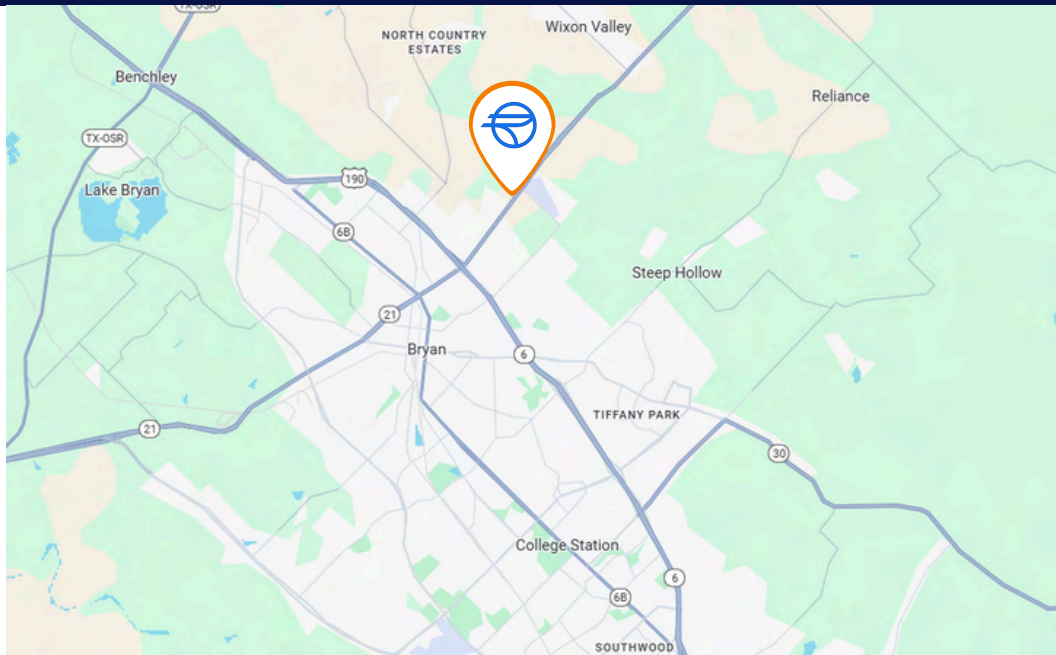 TX-OSR
NORTH COUNTRY
ESTATES
Wixon Valley
Benchley
Reliance
TX-OSR
190
Lake Bryan
6B
Steep Hollow
21
Bryan
6
TIFFANY PARK
21
30
College Station
6
6B
SOUTHWOOD